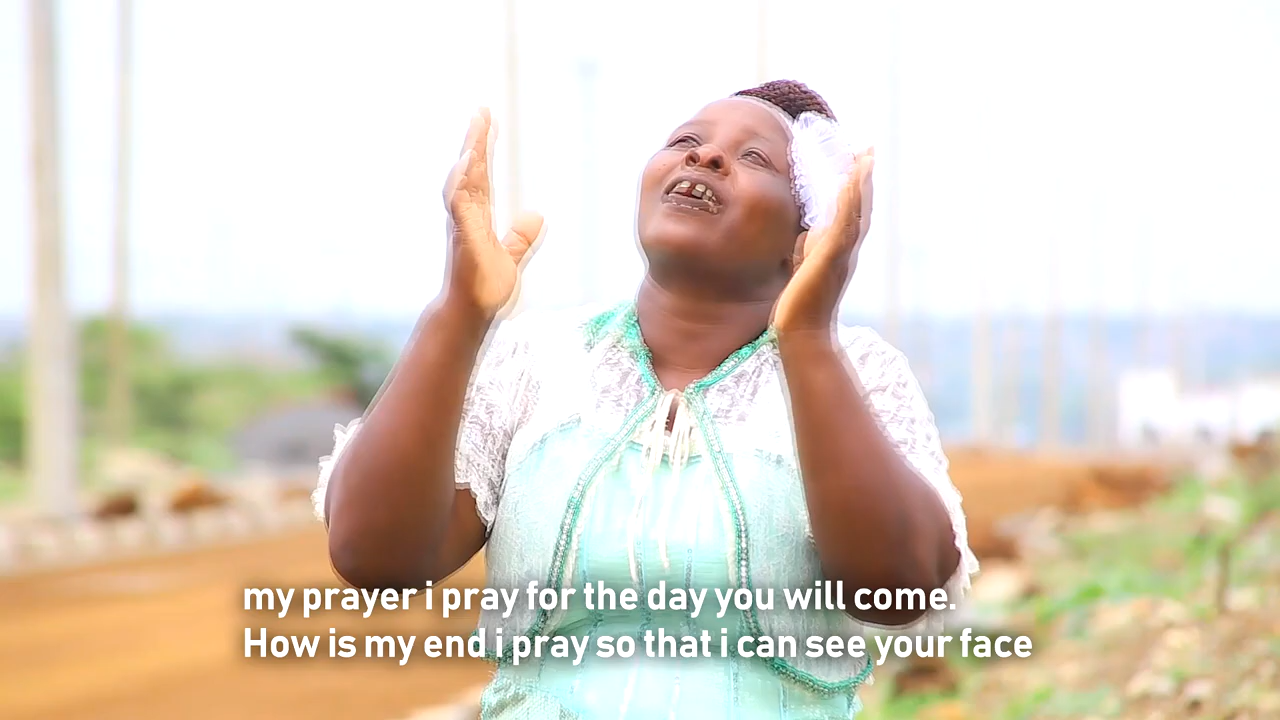 my prayer i pray for the day you will come.
How is my end i pray so that i can see your face